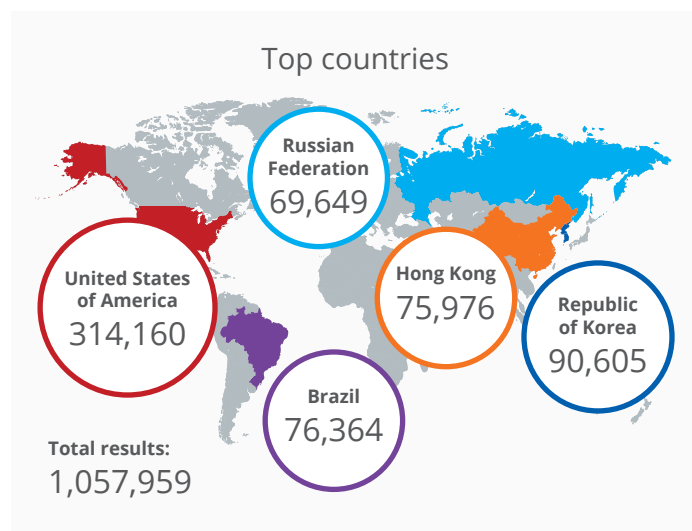 Top countries
Russian
Federation
69,649
United States
of America
314,160
Hong Kong
75,976
Republic
of Korea
90,605
Brazil
76,364
Total results:
1,057,959